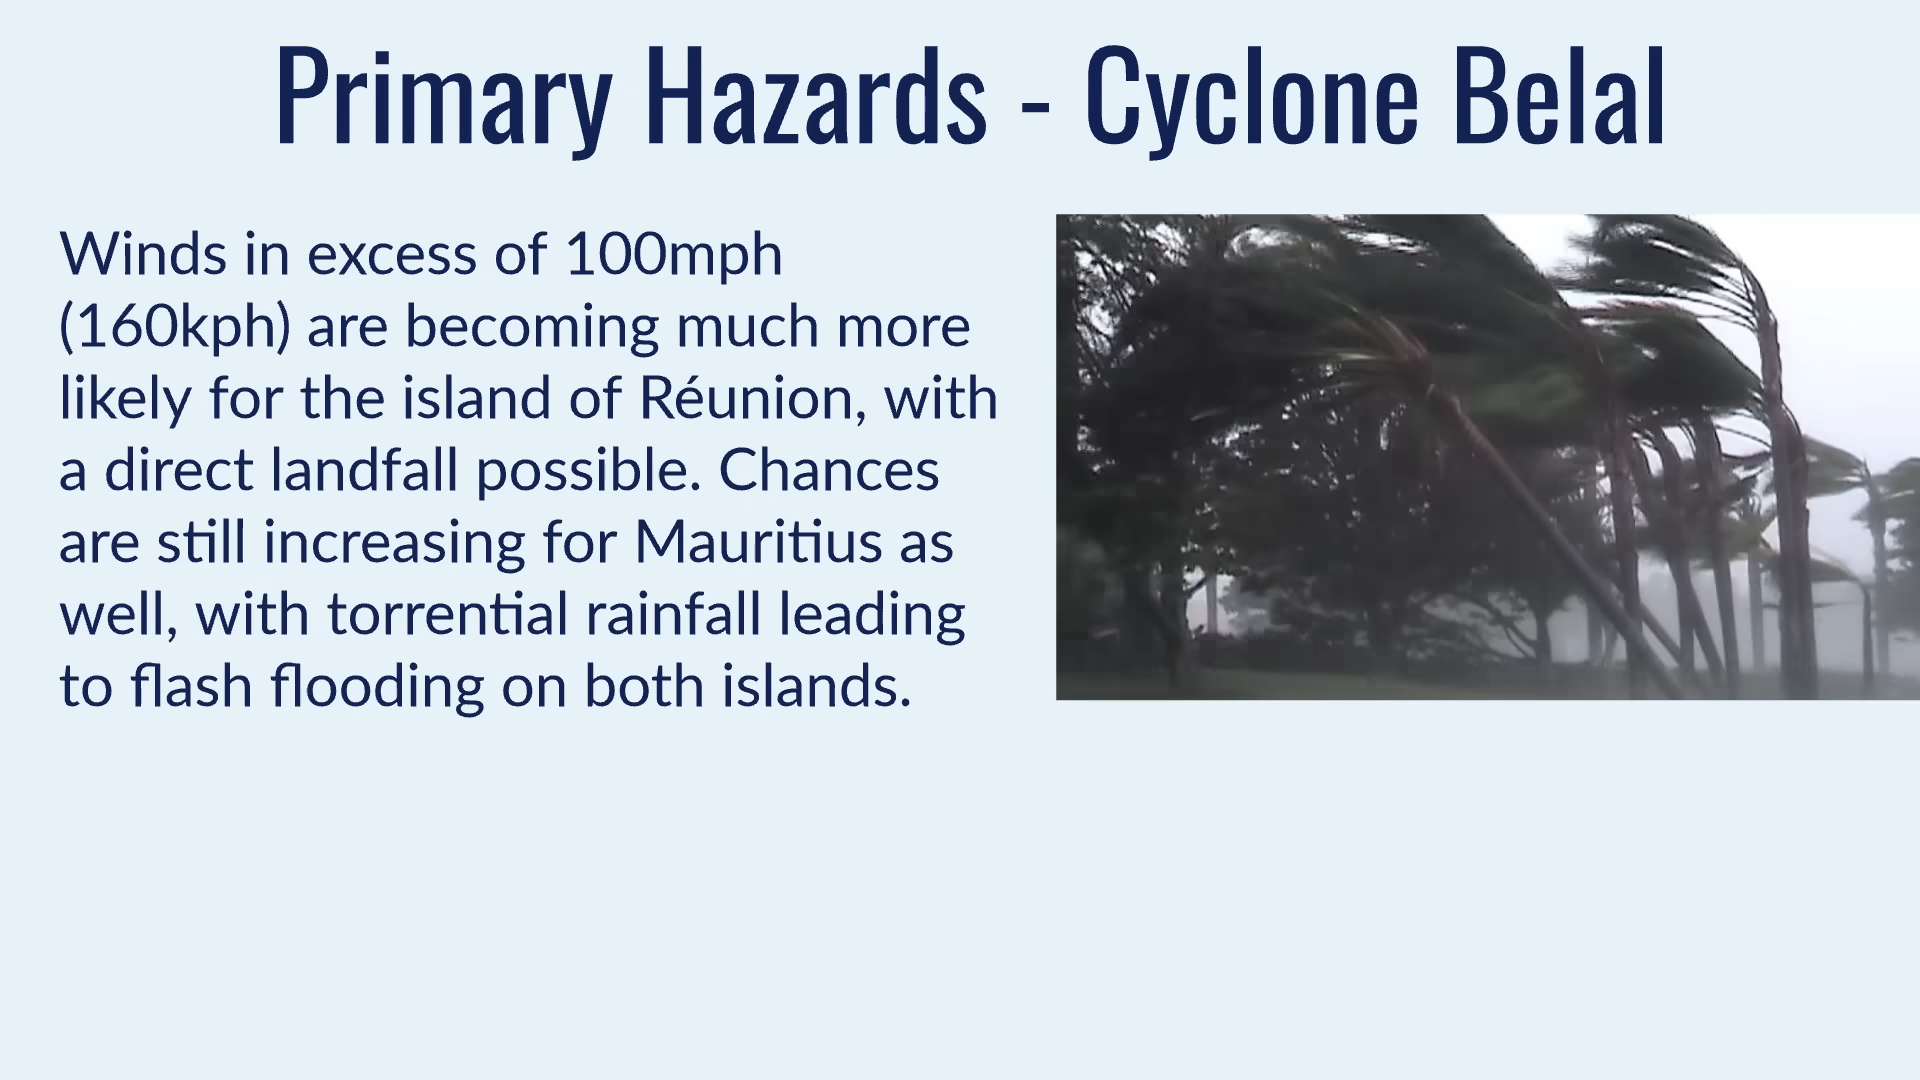 Primary Hazards - Cyclone Belal
Winds in excess of 100mph
(160kph) are becoming much more
likely for the island of Réunion, with
a direct landfall possible. Chances
are still increasing for Mauritius as
well, with torrential rainfall leading
to flash flooding on both islands.